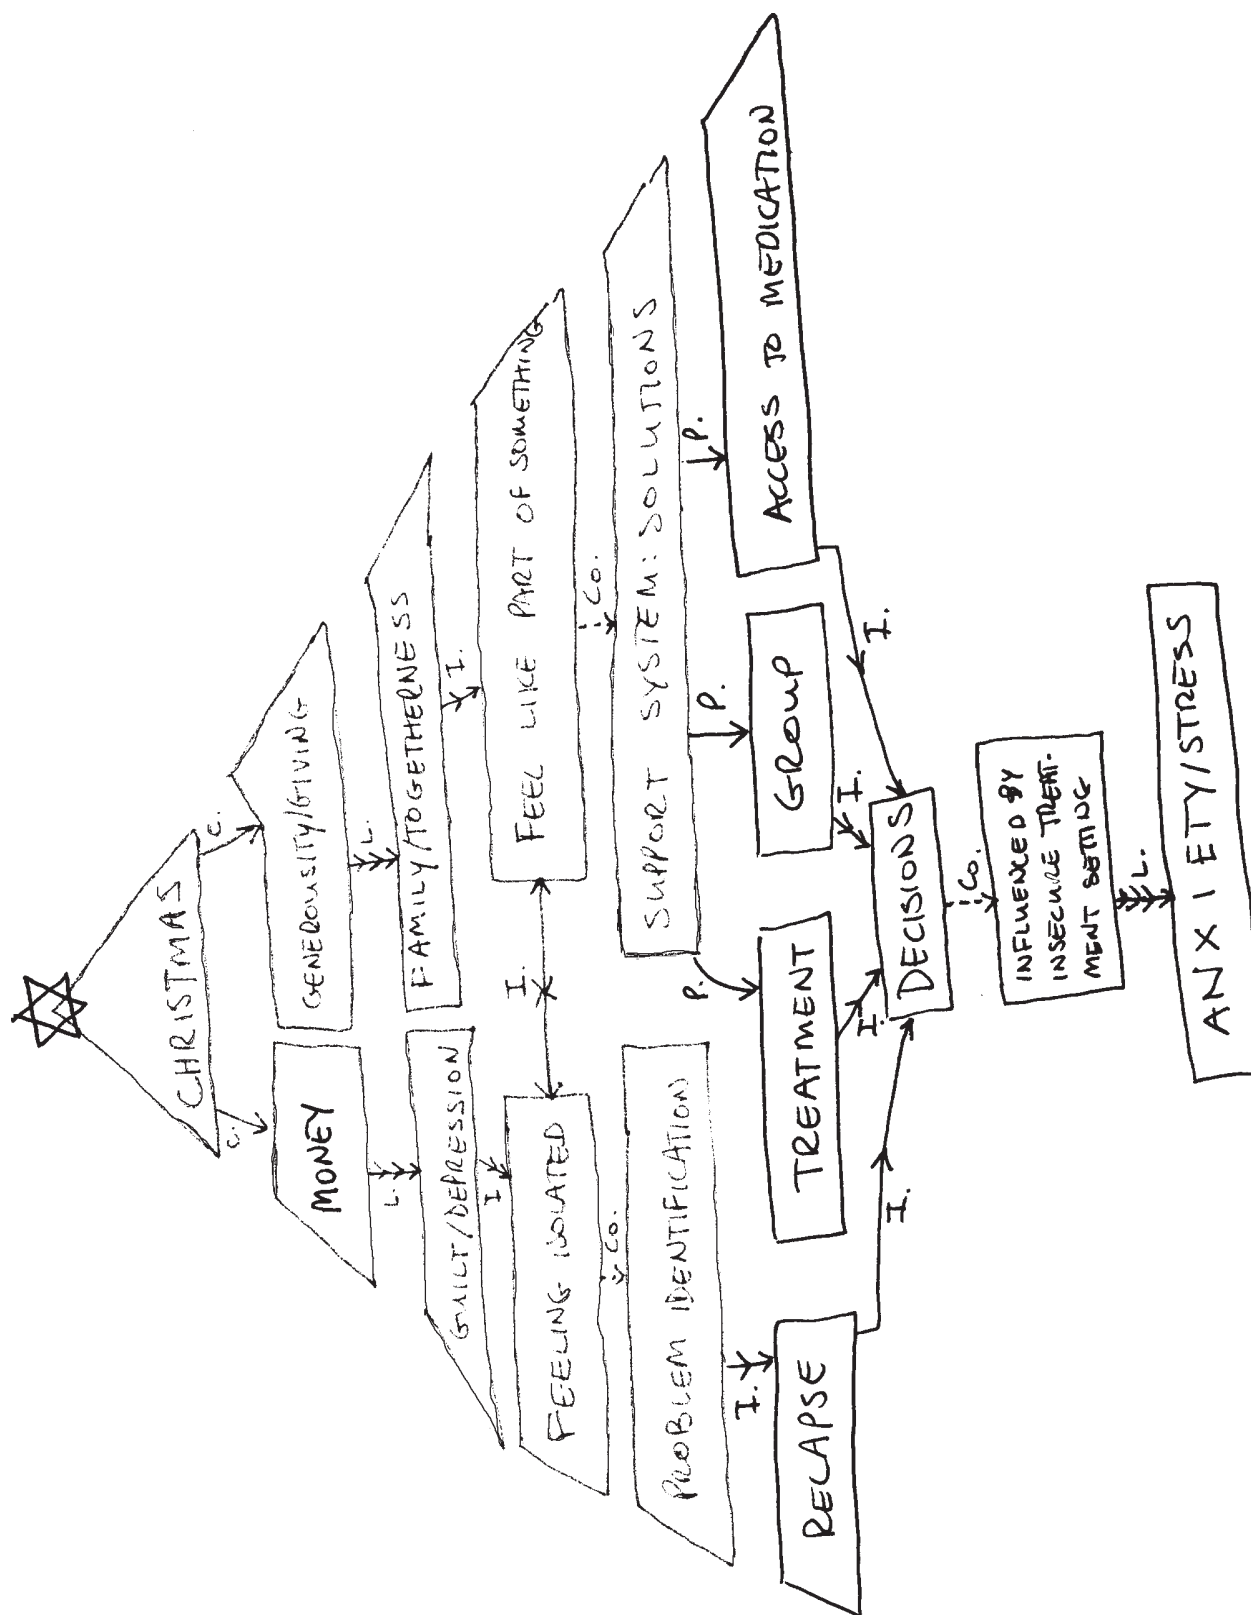 CHRISTMAS
C.
C.
MONEY
GENEROUSITY/GIVING
L.
L.
GUILT/DEPRESSION
FAMILY/TOGETHERNESS
I.
I.
FEELING ISOLATED
I.
FEEL LIKE PART OF SOMETHING
Co.
Co.
PROBLEM IDENTIFICATION
SUPPORT SYSTEM: SOLUTIONS
I.
P.
P.
P.
RELAPSE
TREATMENT
GROUP
ACCESS TO MEDICATION
I.
I.
I.
I.
DECISIONS
Co.
INFLUENCED BY
INSECURE TREAT-
MENT SETTING
L.
ANXIETY/STRESS